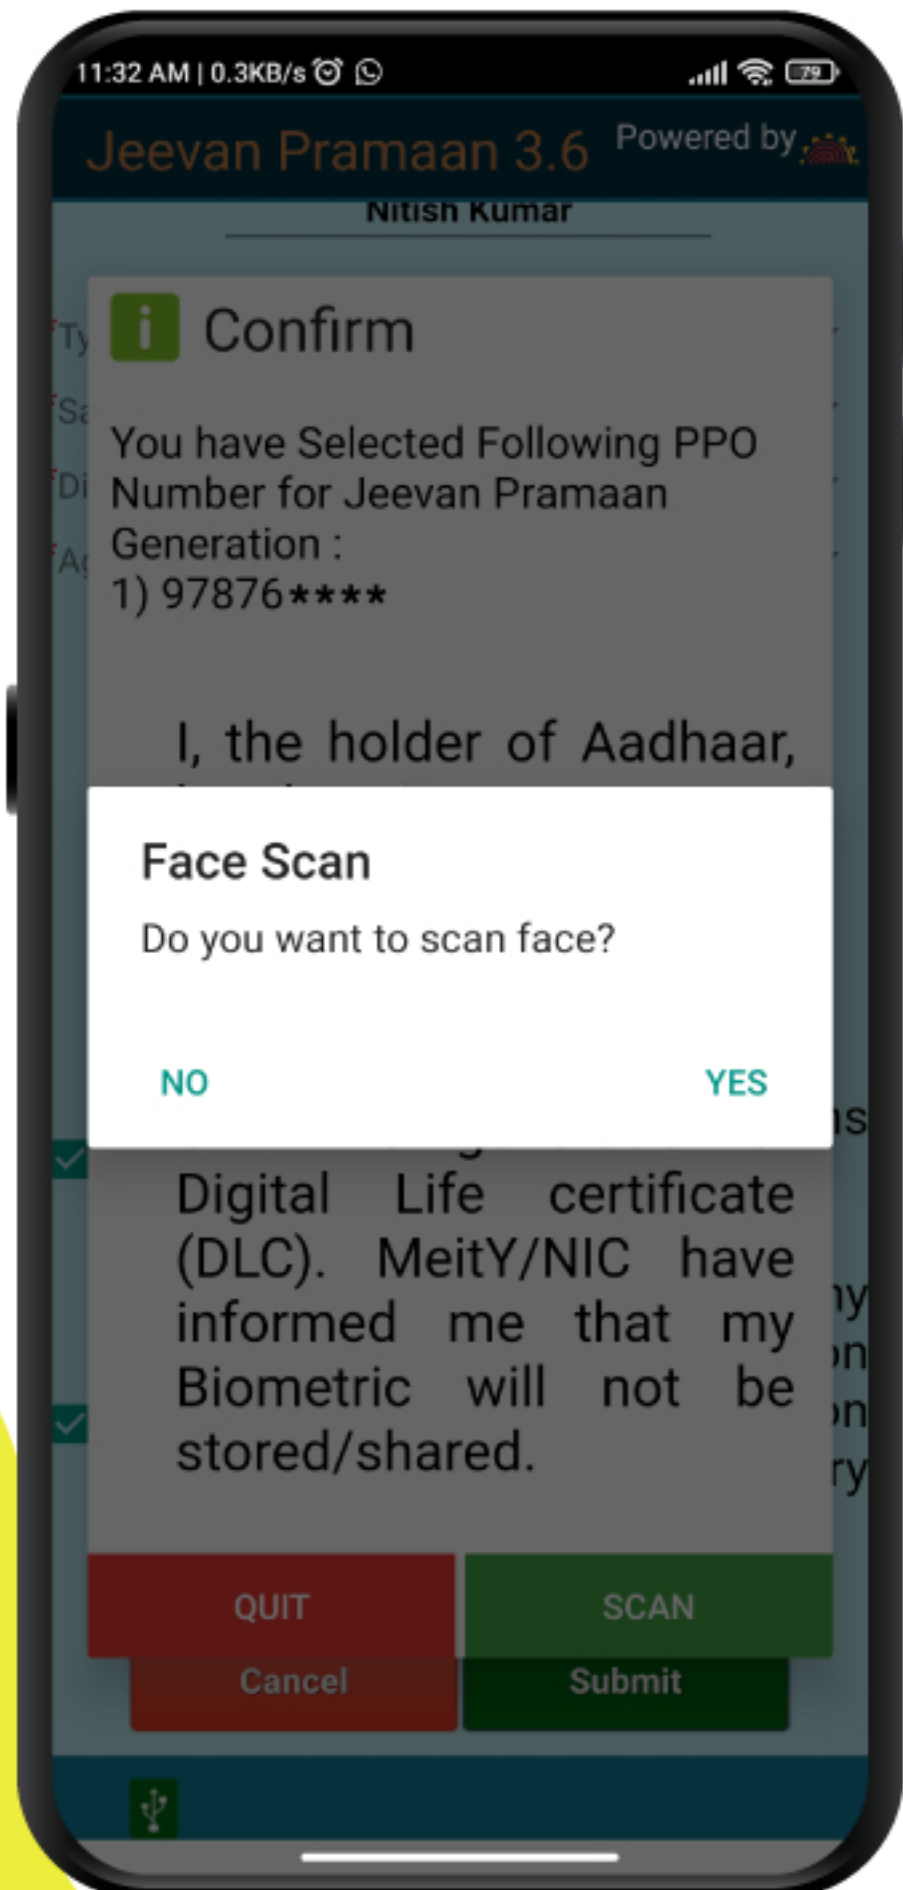 11:32 AM | 0.3KB/s
79
Jeevan Pramaan 3.6 Powered by
Nitish Kumar
Confirm
You have Selected Following PPO
Number for Jeevan Pramaan
Generation :
1) 97876****
I, the holder of Aadhaar,
Face Scan
Do you want to scan face?
NO YES
Digital Life certificate
(DLC). MeitY/NIC have
informed me that my
Biometric will not be
stored/shared.
QUIT SCAN
Cancel Submit